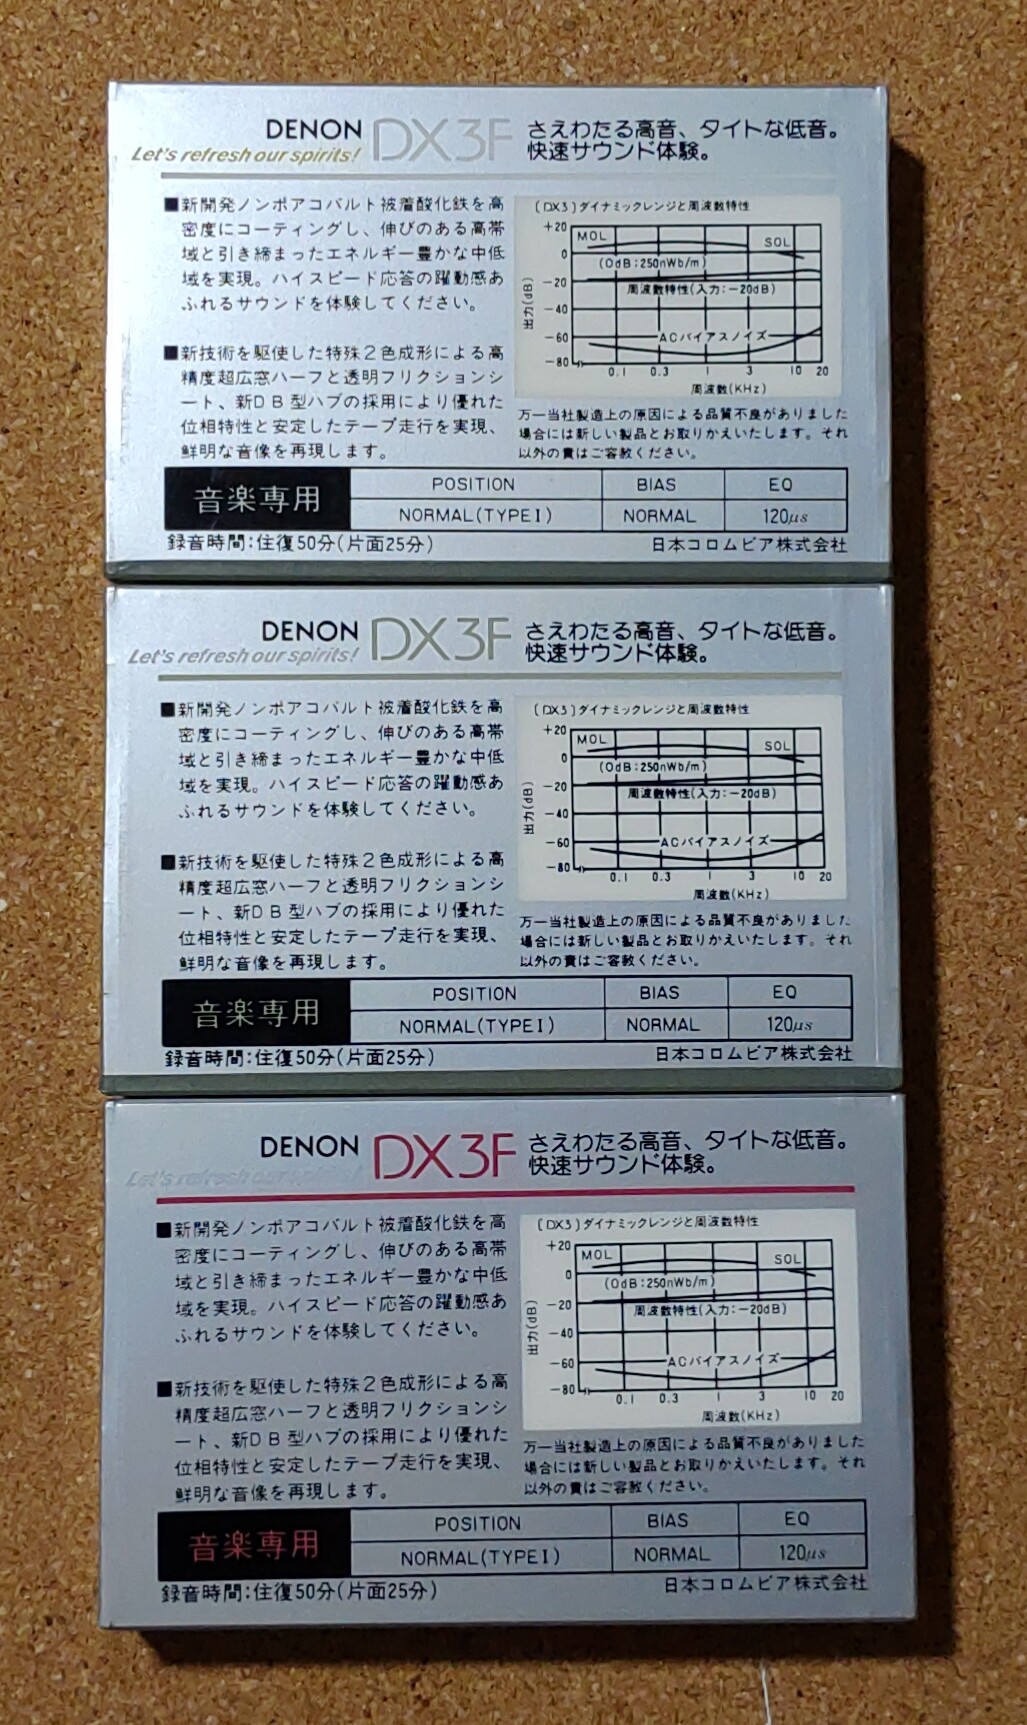 DENON DX3F さえわたる高音、タイトな低音。
Let's refresh our spirits! 快速サウンド体験。
■新開発ノンポアコバルト被着酸化鉄を高
密度にコーティングし、伸びのある高帯
域と引き締まったエネルギー豊かな中低
域を実現。ハイスピード応答の躍動感あ
ふれるサウンドを体験してください。
■新技術を駆使した特殊2色成形による高
精度超広窓ハーフと透明フリクションシ
ート、新DB型ハブの採用により優れた
位相特性と安定したテープ走行を実現、
鮮明な音像を再現します。
〔DX3〕ダイナミックレンジと周波数特性
+20
MOL
SOL
0
(0dB:250nWb/m)
-20
周波数特性(入力:-20dB)
出力(dB)
-40
-60
ACバイアスノイズ
-80
0.1 0.3 1 3 10 20
周波数(KHz)
万一当社製造上の原因による品質不良がありました
場合には新しい製品とお取りかえいたします。それ
以外の責はご容赦ください。
音楽専用
POSITION BIAS EQ
NORMAL(TYPEI) NORMAL 120μs
録音時間:往復50分(片面25分) 日本コロムビア株式会社
DENON DX3F さえわたる高音、タイトな低音。
Let's refresh our spirits! 快速サウンド体験。
■新開発ノンポアコバルト被着酸化鉄を高
密度にコーティングし、伸びのある高帯
域と引き締まったエネルギー豊かな中低
域を実現。ハイスピード応答の躍動感あ
ふれるサウンドを体験してください。
■新技術を駆使した特殊2色成形による高
精度超広窓ハーフと透明フリクションシ
ート、新DB型ハブの採用により優れた
位相特性と安定したテープ走行を実現、
鮮明な音像を再現します。
〔DX3〕ダイナミックレンジと周波数特性
+20
MOL
SOL
0
(0dB:250nWb/m)
-20
周波数特性(入力:-20dB)
出力(dB)
-40
-60
ACバイアスノイズ
-80
0.1 0.3 1 3 10 20
周波数(KHz)
万一当社製造上の原因による品質不良がありました
場合には新しい製品とお取りかえいたします。それ
以外の責はご容赦ください。
音楽専用
POSITION BIAS EQ
NORMAL(TYPEI) NORMAL 120μs
録音時間:往復50分(片面25分) 日本コロムビア株式会社
DENON DX3F さえわたる高音、タイトな低音。
Let's refresh our spirits! 快速サウンド体験。
■新開発ノンポアコバルト被着酸化鉄を高
密度にコーティングし、伸びのある高帯
域と引き締まったエネルギー豊かな中低
域を実現。ハイスピード応答の躍動感あ
ふれるサウンドを体験してください。
■新技術を駆使した特殊2色成形による高
精度超広窓ハーフと透明フリクションシ
ート、新DB型ハブの採用により優れた
位相特性と安定したテープ走行を実現、
鮮明な音像を再現します。
〔DX3〕ダイナミックレンジと周波数特性
+20
MOL
SOL
0
(0dB:250nWb/m)
-20
周波数特性(入力:-20dB)
出力(dB)
-40
-60
ACバイアスノイズ
-80
0.1 0.3 1 3 10 20
周波数(KHz)
万一当社製造上の原因による品質不良がありました
場合には新しい製品とお取りかえいたします。それ
以外の責はご容赦ください。
音楽専用
POSITION BIAS EQ
NORMAL(TYPEI) NORMAL 120μs
録音時間:往復50分(片面25分) 日本コロムビア株式会社